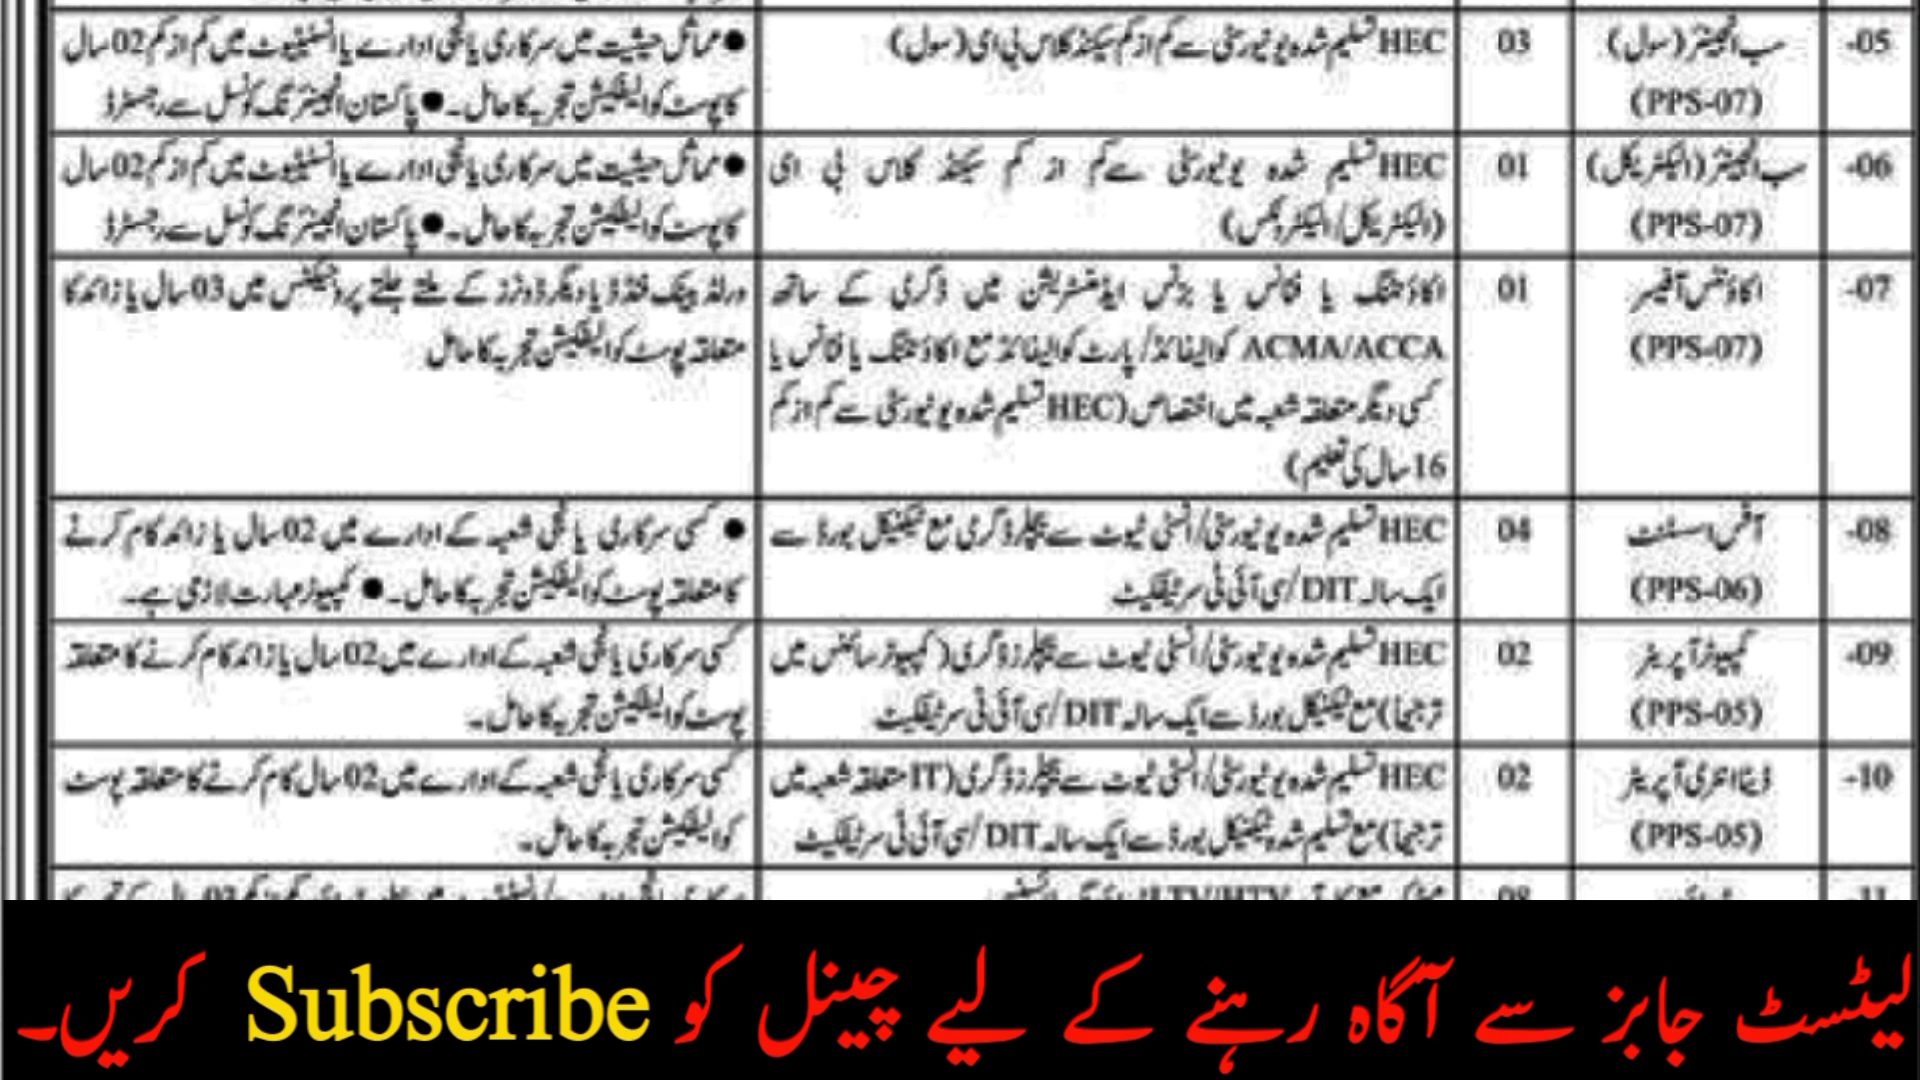 -05
سب انجینئر (سول)
(PPS-07)
03
HEC تسلیم شدہ یونیورسٹی سے کم از کم سیکنڈ کلاس بی ای (سول)
● مماثل حیثیت میں سرکاری یا نجی ادارے یا انسٹیٹیوٹ میں کم از کم 02 سال
کا پوسٹ کوالیفکیشن تجربہ کا حامل۔ ● پاکستان انجینئرنگ کونسل سے رجسٹرڈ
-06
سب انجینئر (الیکٹریکل)
(PPS-07)
01
HEC تسلیم شدہ یونیورسٹی سے کم از کم سیکنڈ کلاس بی ای
(الیکٹریکل/الیکٹرونکس)
● مماثل حیثیت میں سرکاری یا نجی ادارے یا انسٹیٹیوٹ میں کم از کم 02 سال
کا پوسٹ کوالیفکیشن تجربہ کا حامل۔ ● پاکستان انجینئرنگ کونسل سے رجسٹرڈ
-07
اکاؤنٹس آفیسر
(PPS-07)
01
اکاؤنٹنگ یا فنانس یا بزنس ایڈمنسٹریشن میں ڈگری کے ساتھ
ACMA/ACCA کوالیفائڈ/پارٹ کوالیفائڈ مع اکاؤنٹنگ یا فنانس یا
کسی دیگر متعلقہ شعبہ میں اختصاص (HEC تسلیم شدہ یونیورسٹی سے کم از کم
16 سال کی تعلیم)
ورلڈ بینک فنڈڈ یا دیگر ڈونرز کے ملتے جلتے پروجیکٹس میں 03 سال یا زائد کا
متعلقہ پوسٹ کوالیفکیشن تجربہ کا حامل
-08
آفس اسسٹنٹ
(PPS-06)
04
HEC تسلیم شدہ یونیورسٹی/انسٹی ٹیوٹ سے بیچلرز ڈگری مع ٹیکنیکل بورڈ سے
ایک سالہ DIT/سی آئی ٹی سرٹیفکیٹ
● کسی سرکاری یا نجی شعبہ کے ادارے میں 02 سال یا زائد کام کرنے
کا متعلقہ پوسٹ کوالیفکیشن تجربہ کا حامل۔ ● کمپیوٹر مہارت لازمی ہے۔
-09
کمپیوٹر آپریٹر
(PPS-05)
02
HEC تسلیم شدہ یونیورسٹی/انسٹی ٹیوٹ سے بیچلرز ڈگری (کمپیوٹر سائنس میں
ترجیحاً) مع ٹیکنیکل بورڈ سے ایک سالہ DIT/سی آئی ٹی سرٹیفکیٹ
کسی سرکاری یا نجی شعبہ کے ادارے میں 02 سال یا زائد کام کرنے کا متعلقہ
پوسٹ کوالیفکیشن تجربہ کا حامل۔
-10
ڈیٹا انٹری آپریٹر
(PPS-05)
02
HEC تسلیم شدہ یونیورسٹی/انسٹی ٹیوٹ سے بیچلرز ڈگری (IT متعلقہ شعبہ میں
ترجیحاً) مع تسلیم شدہ ٹیکنیکل بورڈ سے ایک سالہ DIT/سی آئی ٹی سرٹیفکیٹ
کسی سرکاری یا نجی شعبہ کے ادارے میں 02 سال کام کرنے کا متعلقہ پوسٹ
کوالیفکیشن تجربہ کا حامل۔
لیٹسٹ جابز سے آگاہ رہنے کے لیے چینل کو Subscribe کریں۔